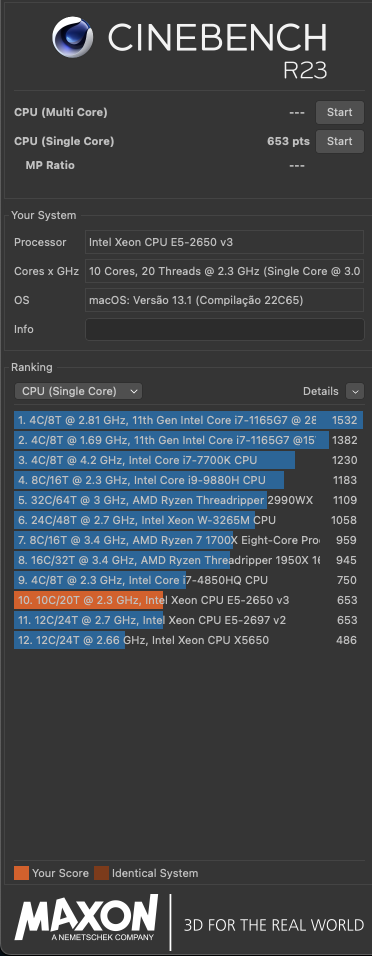 CINEBENCH
R23
CPU (Multi Core) --- Start
CPU (Single Core) 653 pts Start
MP Ratio ---
Your System
Processor Intel Xeon CPU E5-2650 v3
Cores x GHz 10 Cores, 20 Threads @ 2.3 GHz (Single Core @ 3.0
OS macOS: Versão 13.1 (Compilação 22C65)
Info
Ranking
CPU (Single Core) Details
1. 4C/8T @ 2.81 GHz, 11th Gen Intel Core i7-1165G7 @ 28 1532
2. 4C/8T @ 1.69 GHz, 11th Gen Intel Core i7-1165G7 @15 1382
3. 4C/8T @ 4.2 GHz, Intel Core i7-7700K CPU 1230
4. 8C/16T @ 2.3 GHz, Intel Core i9-9880H CPU 1183
5. 32C/64T @ 3 GHz, AMD Ryzen Threadripper 2990WX 1109
6. 24C/48T @ 2.7 GHz, Intel Xeon W-3265M CPU 1058
7. 8C/16T @ 3.4 GHz, AMD Ryzen 7 1700X Eight-Core Proc 959
8. 16C/32T @ 3.4 GHz, AMD Ryzen Threadripper 1950X 16 945
9. 4C/8T @ 2.3 GHz, Intel Core i7-4850HQ CPU 750
10. 10C/20T @ 2.3 GHz, Intel Xeon CPU E5-2650 v3 653
11. 12C/24T @ 2.7 GHz, Intel Xeon CPU E5-2697 v2 653
12. 12C/24T @ 2.66 GHz, Intel Xeon CPU X5650 486
Your Score Identical System
MAXON
A NEMETSCHEK COMPANY
3D FOR THE REAL WORLD